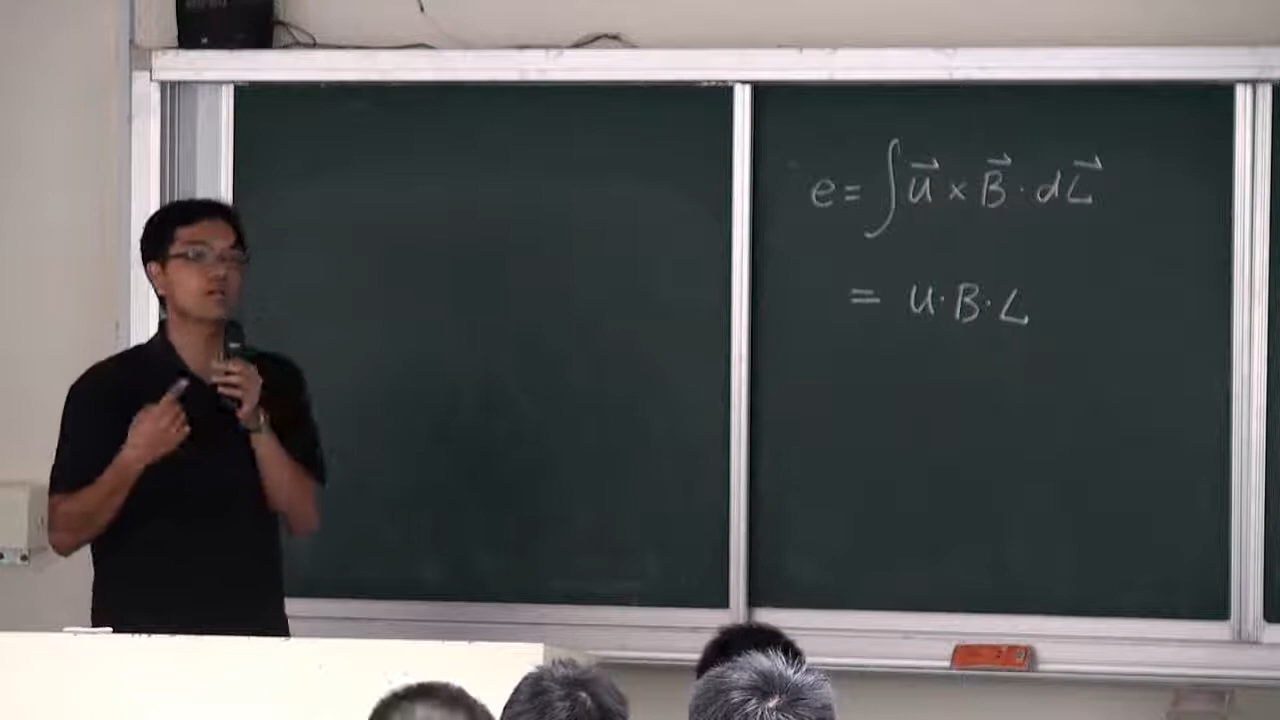 e = ∫ u⃗ × B⃗ · dL⃗
= u · B · L